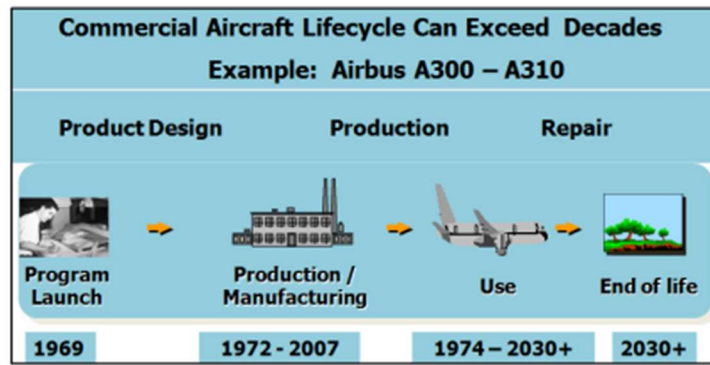 Commercial Aircraft Lifecycle Can Exceed Decades
Example: Airbus A300 – A310
Product Design Production Repair
Program Launch
Production / Manufacturing
Use
End of life
1969
1972 - 2007
1974 – 2030+
2030+